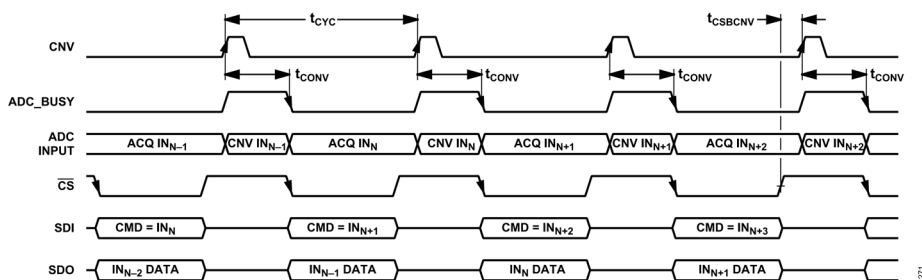 tCYC
tCSBCNV
CNV
tCONV tCONV tCONV tCONV
ADC_BUSY
ADC INPUT
ACQ INN–1 CNV INN–1 ACQ INN CNV INN ACQ INN+1 CNV INN+1 ACQ INN+2 CNV INN+2
CS
SDI CMD = INN CMD = INN+1 CMD = INN+2 CMD = INN+3
SDO INN–2 DATA INN–1 DATA INN DATA INN+1 DATA